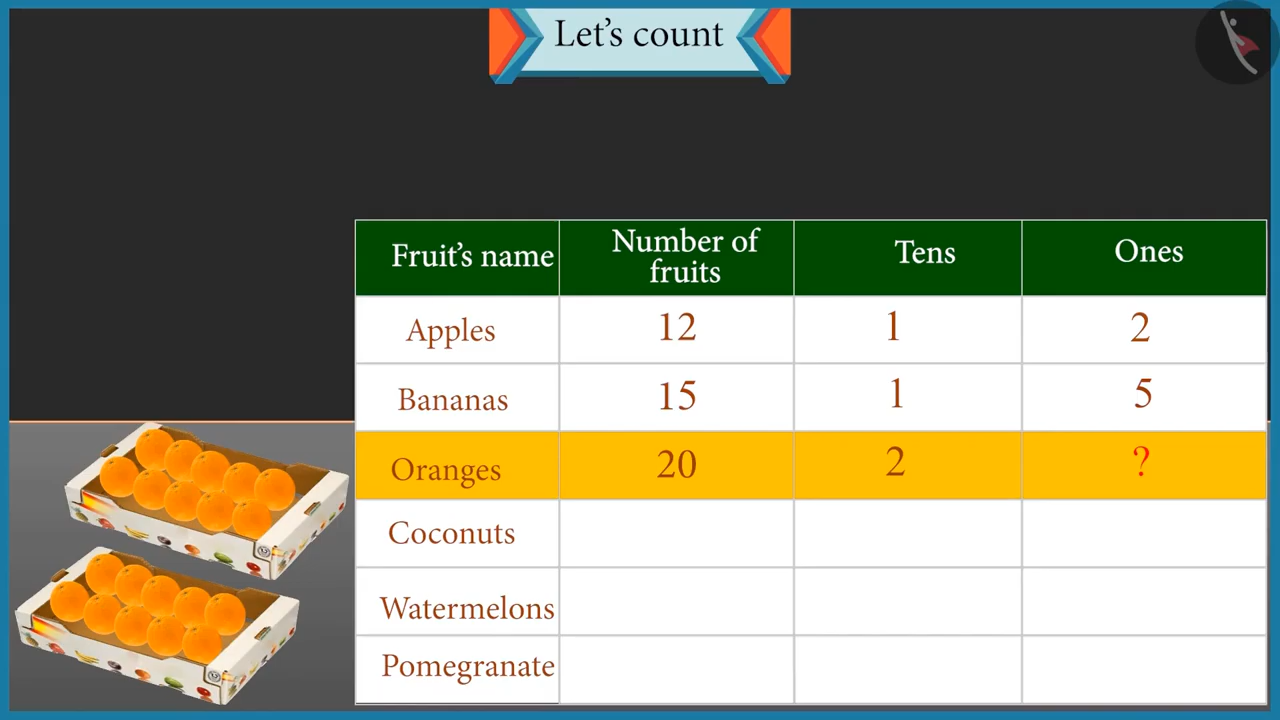 Let's count
Fruit's name Number of fruits Tens Ones
Apples 12 1 2
Bananas 15 1 5
Oranges 20 2 ?
Coconuts
Watermelons
Pomegranate